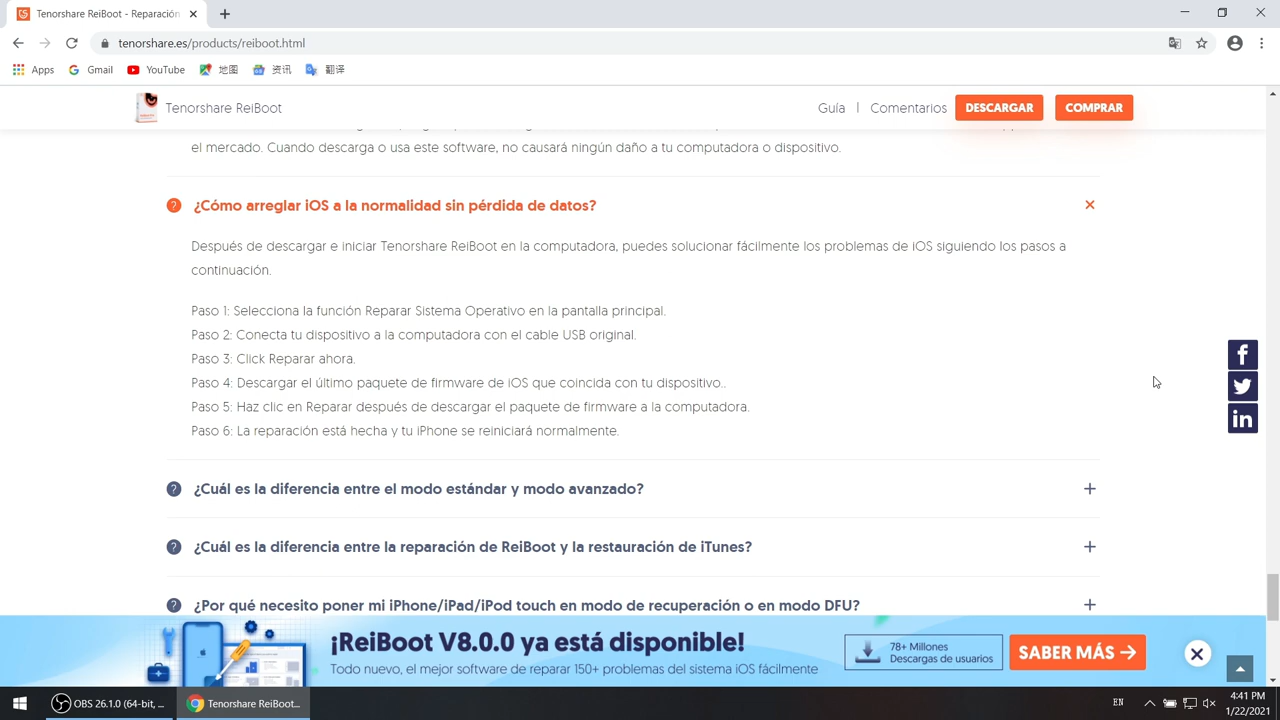 Tenorshare ReiBoot - Reparación
tenorshare.es/products/reiboot.html
Apps
Gmail
YouTube
地图
资讯
翻译
Tenorshare ReiBoot
Guía
Comentarios
DESCARGAR
COMPRAR
el mercado. Cuando descarga o usa este software, no causará ningún daño a tu computadora o dispositivo.
¿Cómo arreglar iOS a la normalidad sin pérdida de datos?
Después de descargar e iniciar Tenorshare ReiBoot en la computadora, puedes solucionar fácilmente los problemas de iOS siguiendo los pasos a
continuación.
Paso 1: Selecciona la función Reparar Sistema Operativo en la pantalla principal.
Paso 2: Conecta tu dispositivo a la computadora con el cable USB original.
Paso 3: Click Reparar ahora.
Paso 4: Descargar el último paquete de firmware de iOS que coincida con tu dispositivo..
Paso 5: Haz clic en Reparar después de descargar el paquete de firmware a la computadora.
Paso 6: La reparación está hecha y tu iPhone se reiniciará normalmente.
¿Cuál es la diferencia entre el modo estándar y modo avanzado?
¿Cuál es la diferencia entre la reparación de ReiBoot y la restauración de iTunes?
¿Por qué necesito poner mi iPhone/iPad/iPod touch en modo de recuperación o en modo DFU?
¡ReiBoot V8.0.0 ya está disponible!
Todo nuevo, el mejor software de reparar 150+ problemas del sistema iOS fácilmente
78+ Millones
Descargas de usuarios
SABER MÁS →
OBS 26.1.0 (64-bit, ...
Tenorshare ReiBoot...
EN
4:41 PM
1/22/2021